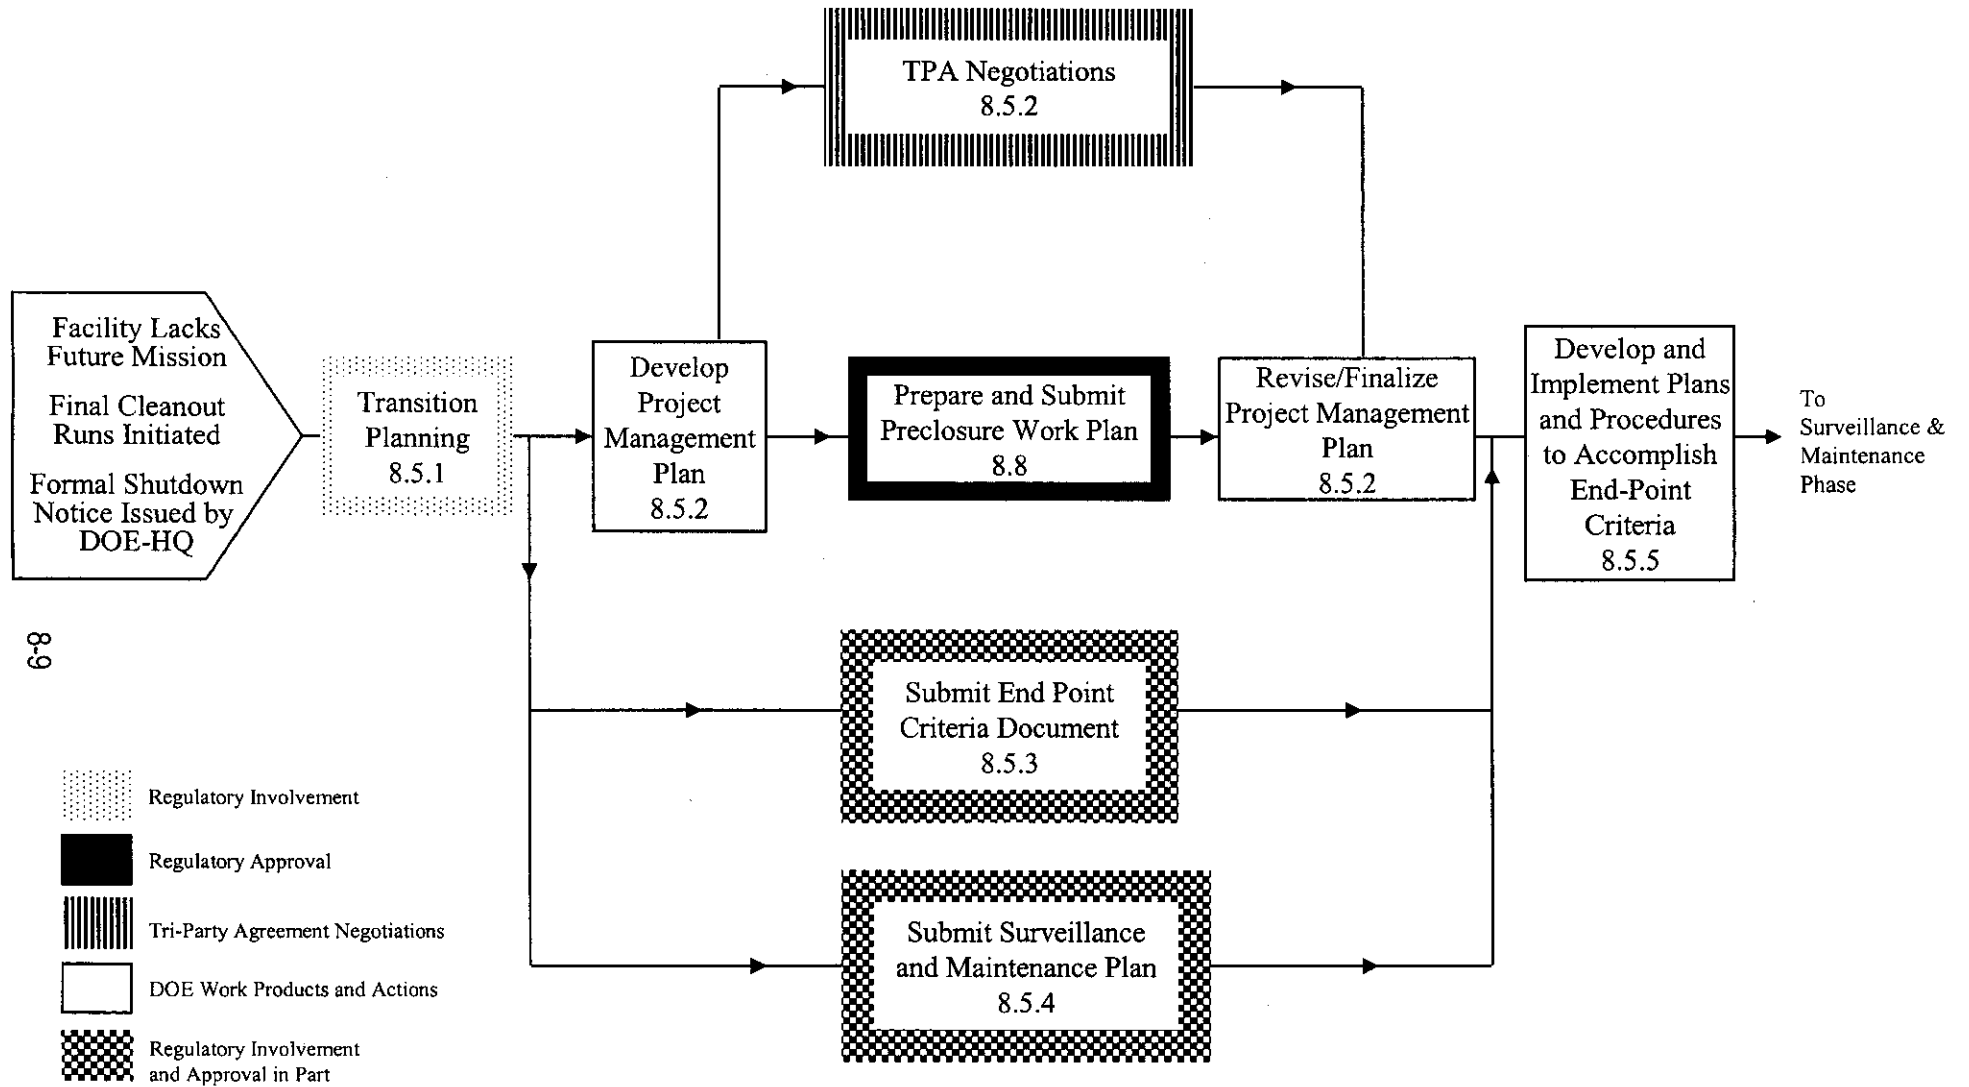 TPA Negotiations
8.5.2
Facility Lacks
Future Mission
Final Cleanout
Runs Initiated
Formal Shutdown
Notice Issued by
DOE-HQ
Transition
Planning
8.5.1
Develop
Project
Management
Plan
8.5.2
Prepare and Submit
Preclosure Work Plan
8.8
Revise/Finalize
Project Management
Plan
8.5.2
Develop and
Implement Plans
and Procedures
to Accomplish
End-Point
Criteria
8.5.5
To
Surveillance &
Maintenance
Phase
Submit End Point
Criteria Document
8.5.3
Submit Surveillance
and Maintenance Plan
8.5.4
8-9
Regulatory Involvement
Regulatory Approval
Tri-Party Agreement Negotiations
DOE Work Products and Actions
Regulatory Involvement
and Approval in Part